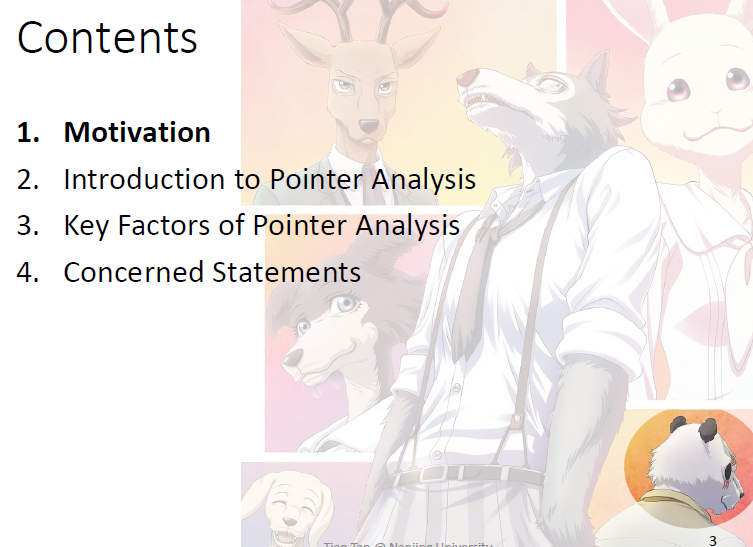 Contents
1. Motivation
2. Introduction to Pointer Analysis
3. Key Factors of Pointer Analysis
4. Concerned Statements
Tian Tan @ Nanjing University
3